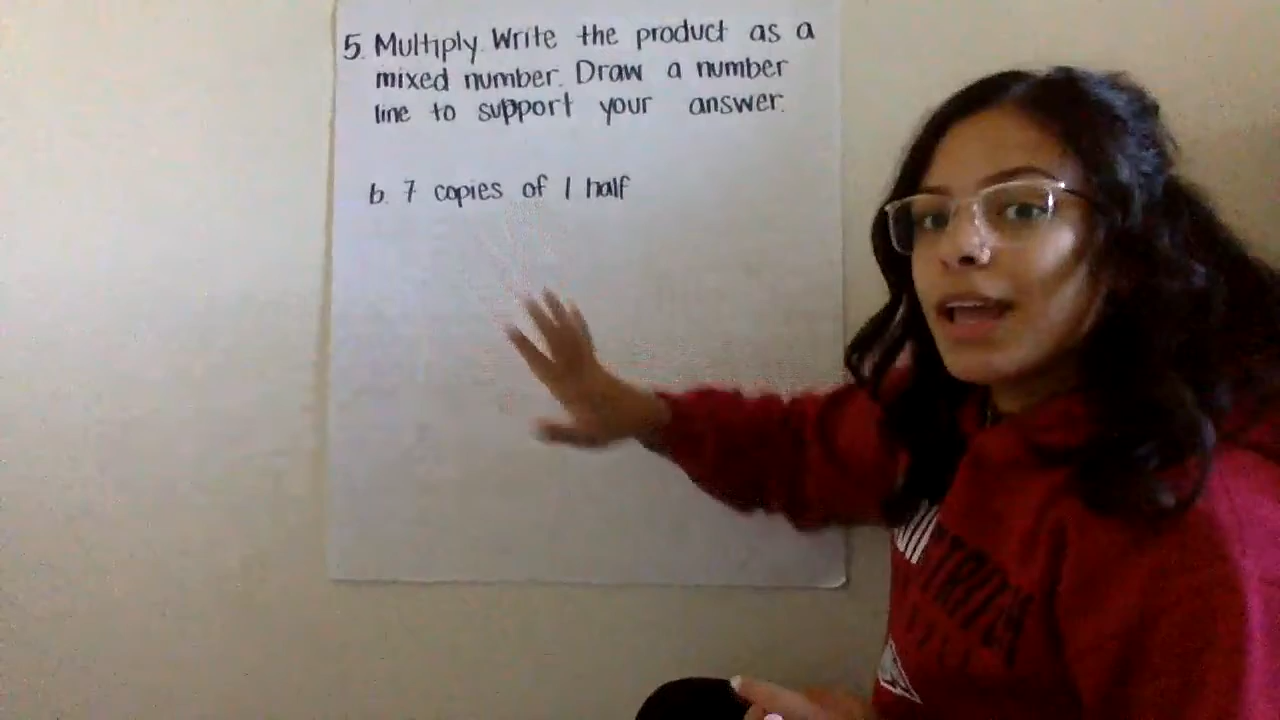 5. Multiply. Write the product as a
mixed number. Draw a number
line to support your answer.
b. 7 copies of 1 half